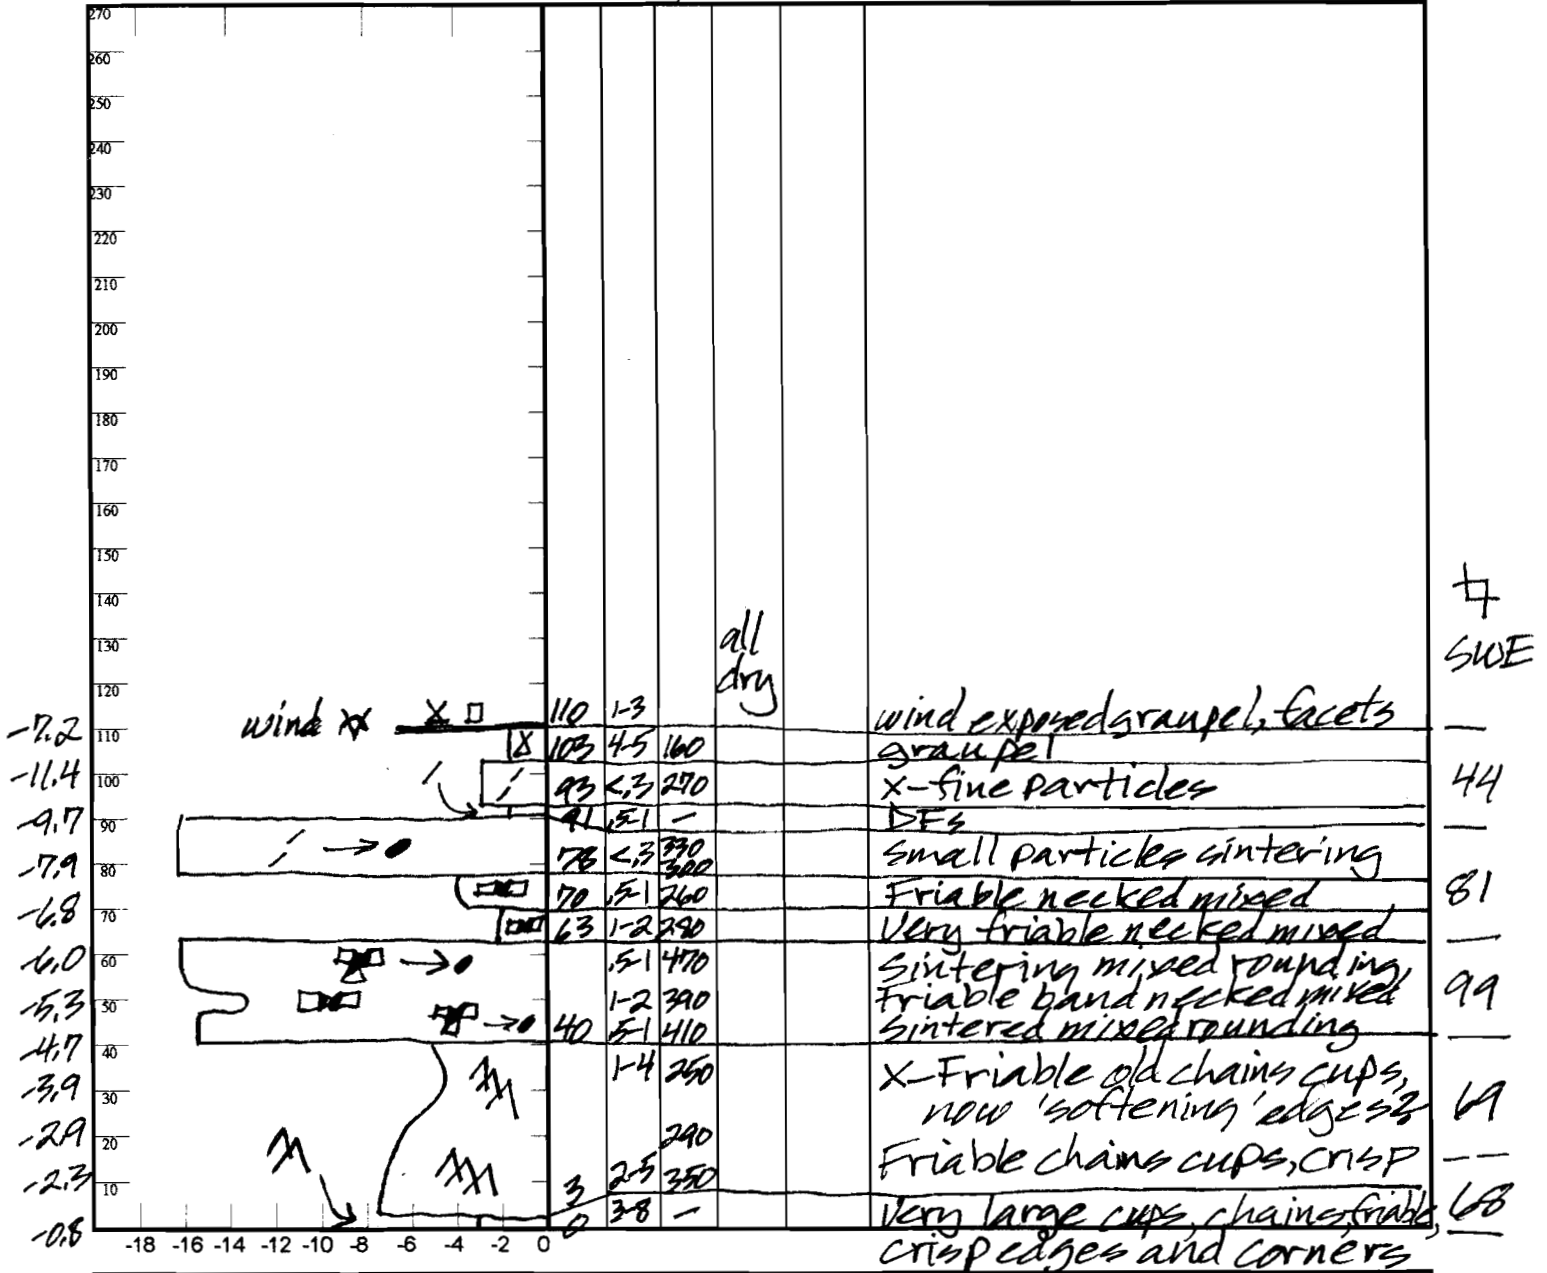 270
260
250
240
230
220
210
200
190
180
170
160
150
140
130 all SWE
120 dry
wind 110 1-3 wind exposed graupel, facets
-7.2 110 —
103 4-5 160 graupel
-11.4 100 93 <.3 270 X-fine particles 44
-9.7 90 91 .5-1 — DFs —
78 <.3 330 small particles sintering
-7.9 80 300
70 .5-1 260 Friable necked mixed 81
-6.8 70 63 1-2 280 Very friable necked mixed —
-6.0 60 .5-1 470 Sintering mixed rounding,
-5.3 50 1-2 390 Friable band necked mixed 99
40 .5-1 410 Sintered mixed rounding
-4.7 40 —
-3.9 30 1-4 250 X-Friable old chains cups,
now 'softening' edges? 69
-2.9 20 290
Friable chains cups, crisp —
-2.3 10 3 2-5 350
-0.8 0 3-8 — Very large cups, chains, friable, 68
-18 -16 -14 -12 -10 -8 -6 -4 -2 0 crisp edges and corners —